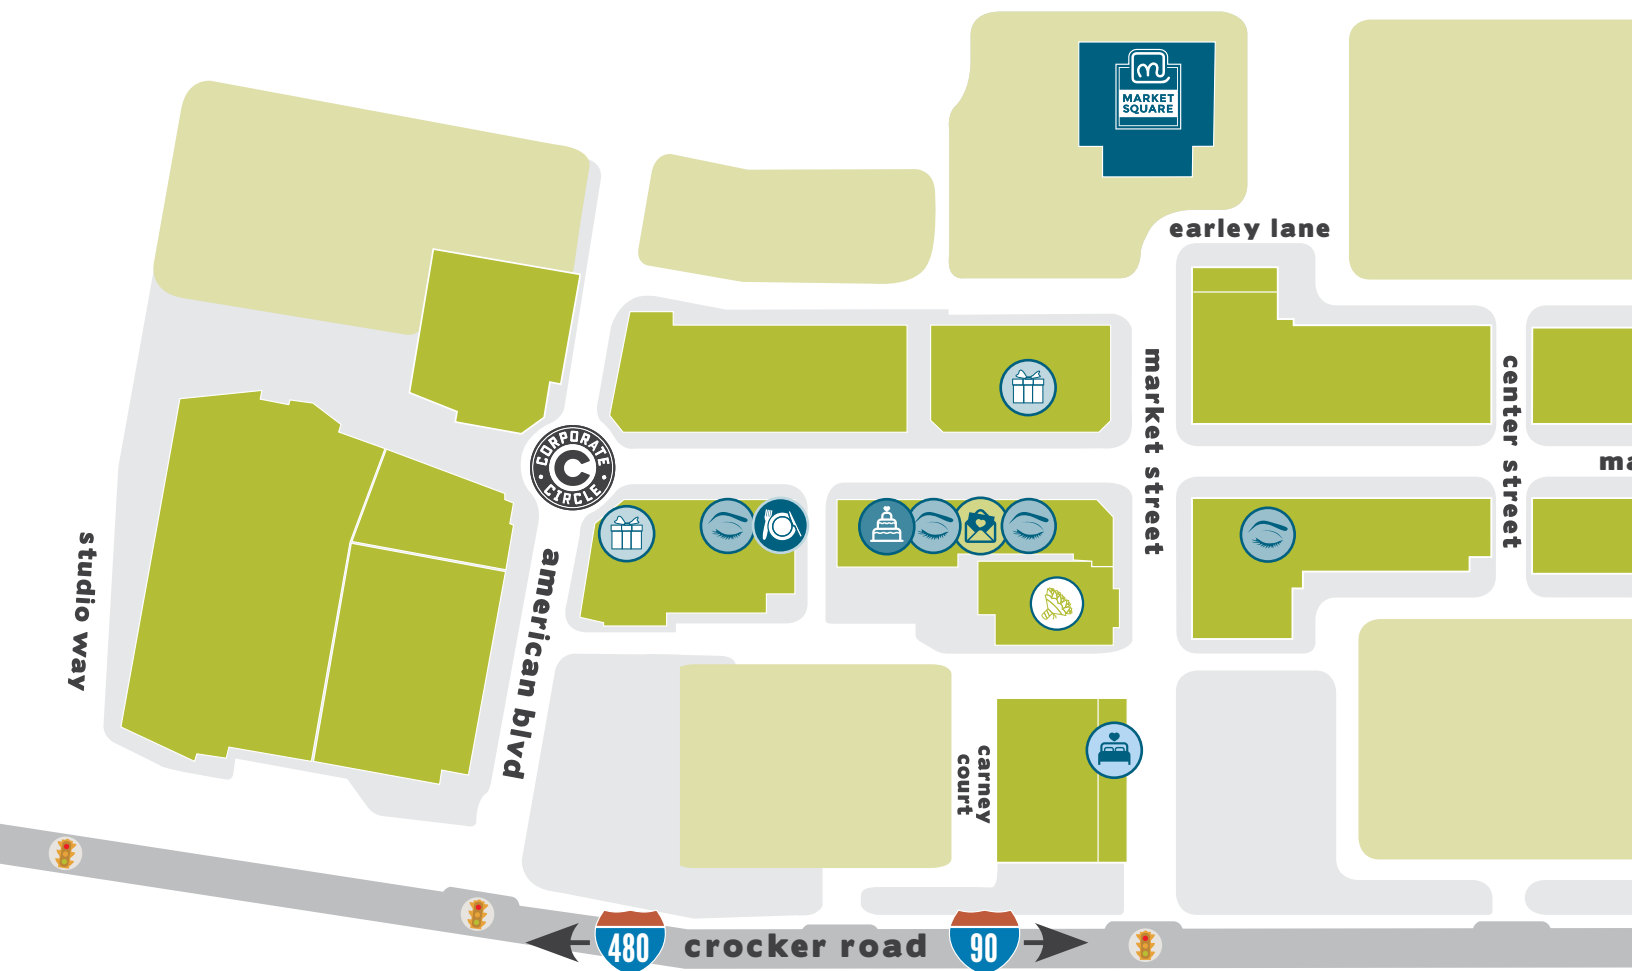 m
MARKET
SQUARE
earley lane
market street
center street
ma
CORPORATE
C
CIRCLE
studio way
american blvd
carney
court
480
crocker road
90